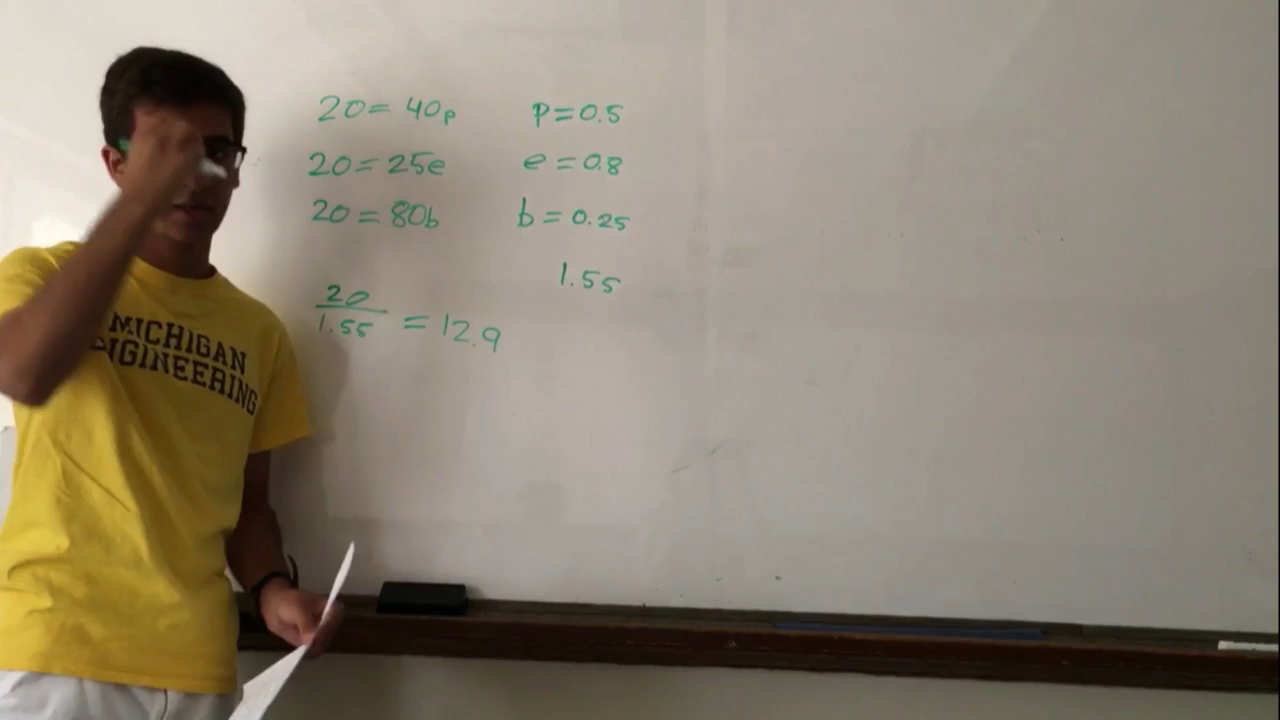 20 = 40p p = 0.5
20 = 25e e = 0.8
20 = 80b b = 0.25
1.55
20
1.55 = 12.9
MICHIGAN
ENGINEERING